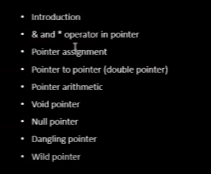 • Introduction
• & and * operator in pointer
• Pointer assignment
• Pointer to pointer (double pointer)
• Pointer arithmetic
• Void pointer
• Null pointer
• Dangling pointer
• Wild pointer